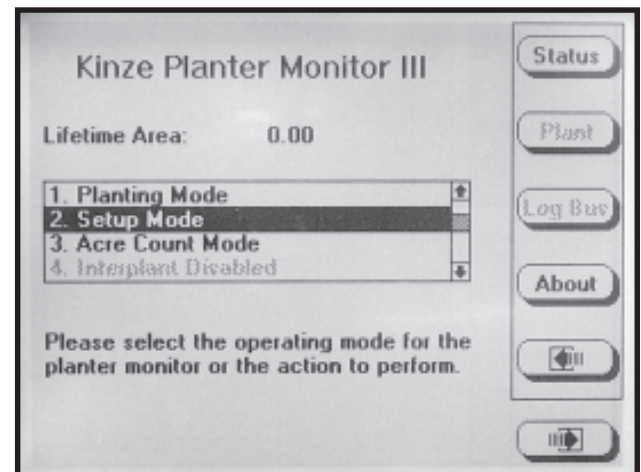 Kinze Planter Monitor III
Lifetime Area: 0.00
1. Planting Mode
2. Setup Mode
3. Acre Count Mode
4. Interplant Disabled
Please select the operating mode for the
planter monitor or the action to perform.
Status
Plant
Log Bus
About